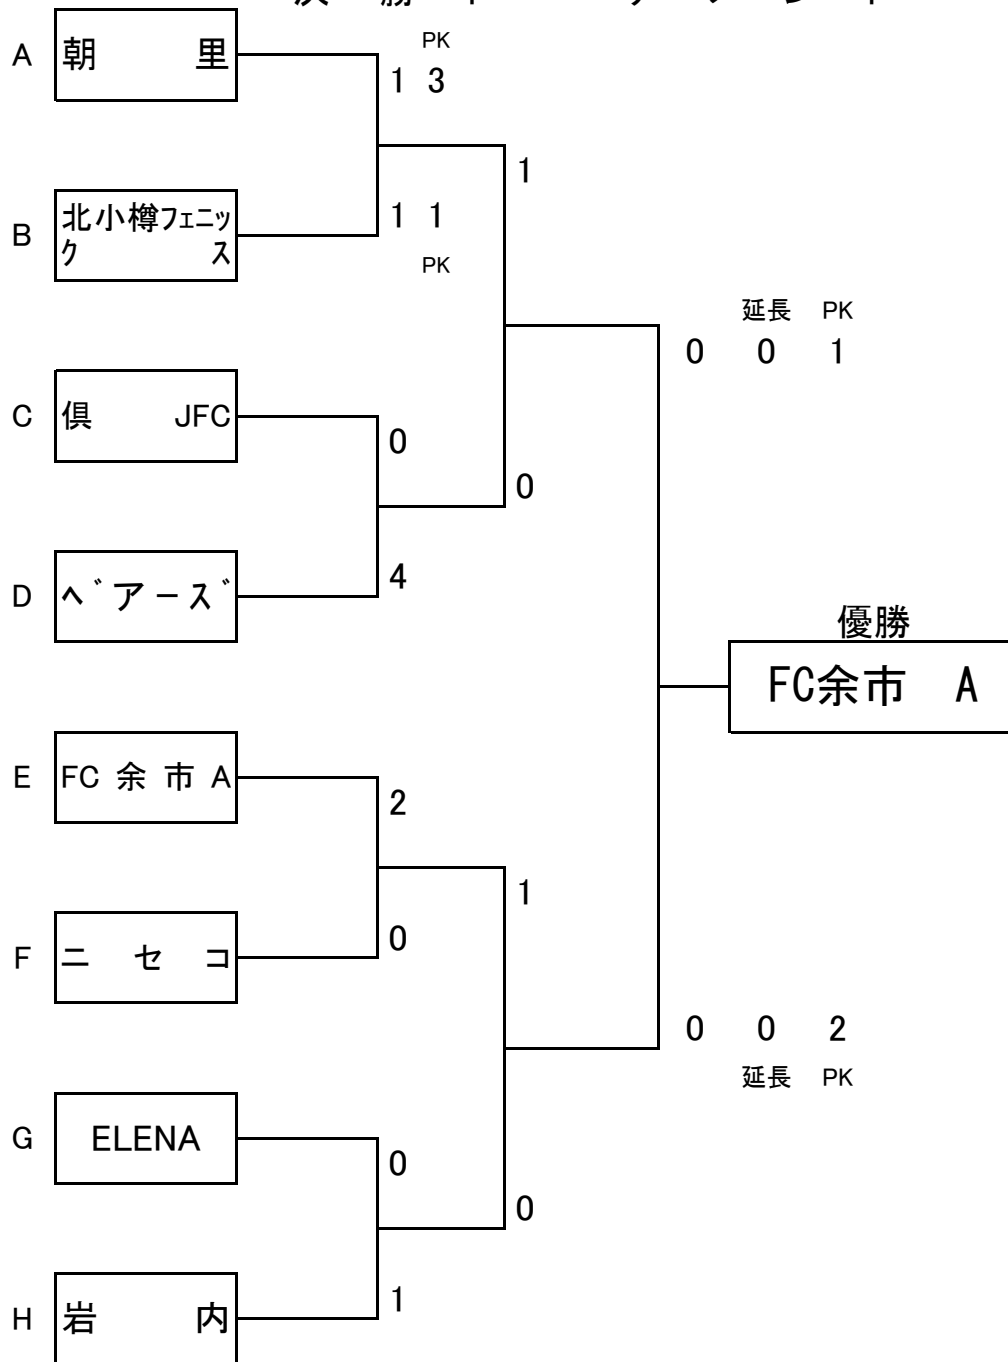 PK
A 朝 里
1 3
1
B 北小樽フェニッ
ク ス
1 1
PK
延長 PK
0 0 1
C 倶 JFC
0
0
D ベアーズ
4
優勝
FC余市 A
E FC 余 市 A
2
1
F ニ セ コ
0
0 0 2
延長 PK
G ELENA
0
0
H 岩 内
1